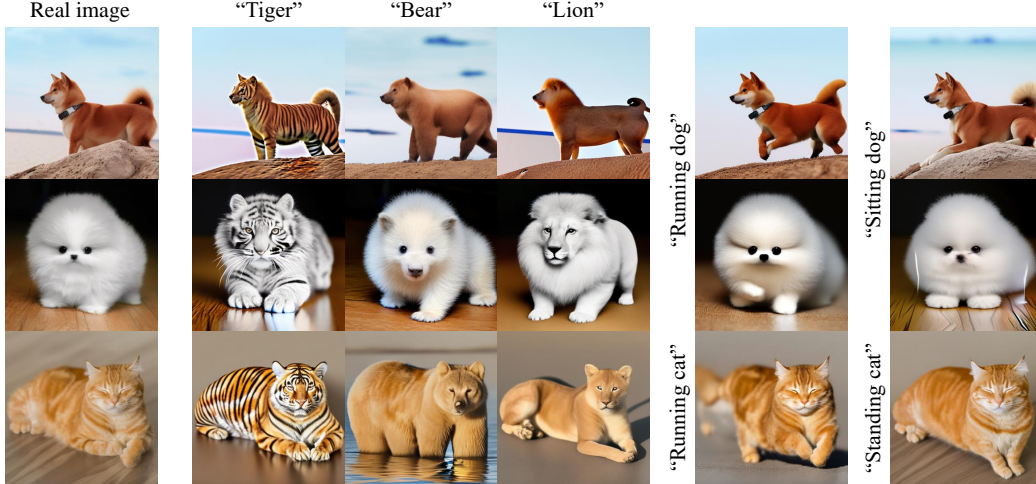 Real image
“Tiger”
“Bear”
“Lion”
“Running dog”
“Sitting dog”
“Running cat”
“Standing cat”